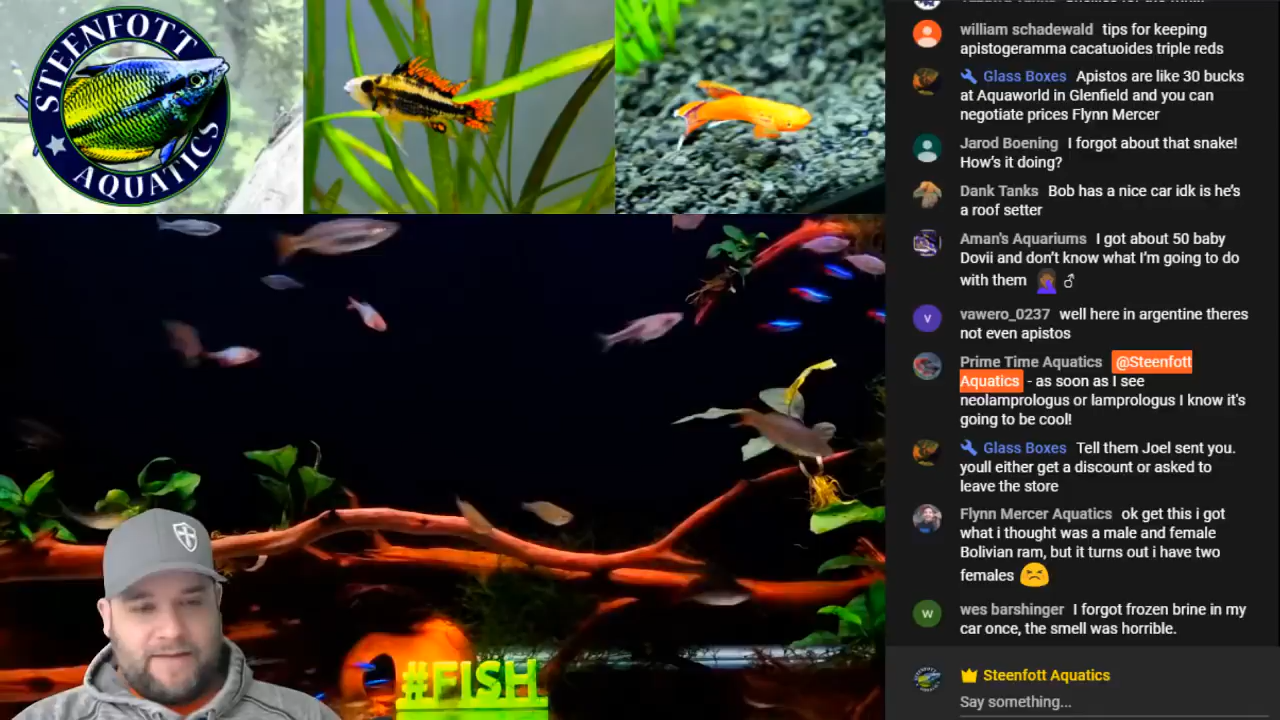 STEENFOTT
AQUATICS
#FISH
william schadewald tips for keeping
apistogeramma cacatuoides triple reds
Glass Boxes Apistos are like 30 bucks
at Aquaworld in Glenfield and you can
negotiate prices Flynn Mercer
Jarod Boening I forgot about that snake!
How's it doing?
Dank Tanks Bob has a nice car idk is he's
a roof setter
Aman's Aquariums I got about 50 baby
Dovii and don't know what I'm going to do
with them
vawero_0237 well here in argentine theres
not even apistos
Prime Time Aquatics @Steenfott
Aquatics - as soon as I see
neolamprologus or lamprologus I know it's
going to be cool!
Glass Boxes Tell them Joel sent you.
youll either get a discount or asked to
leave the store
Flynn Mercer Aquatics ok get this i got
what i thought was a male and female
Bolivian ram, but it turns out i have two
females
wes barshinger I forgot frozen brine in my
car once, the smell was horrible.
Steenfott Aquatics
Say something...